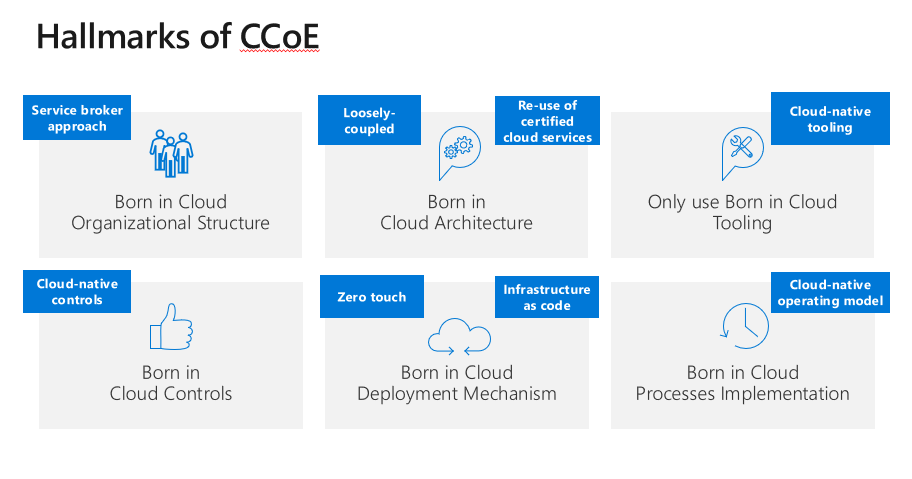 Hallmarks of CCoE
Service broker
approach
Born in Cloud
Organizational Structure
Loosely-
coupled
Re-use of
certified
cloud services
Born in
Cloud Architecture
Cloud-native
tooling
Only use Born in Cloud
Tooling
Cloud-native
controls
Born in
Cloud Controls
Zero touch
Infrastructure
as code
Born in Cloud
Deployment Mechanism
Cloud-native
operating model
Born in Cloud
Processes Implementation